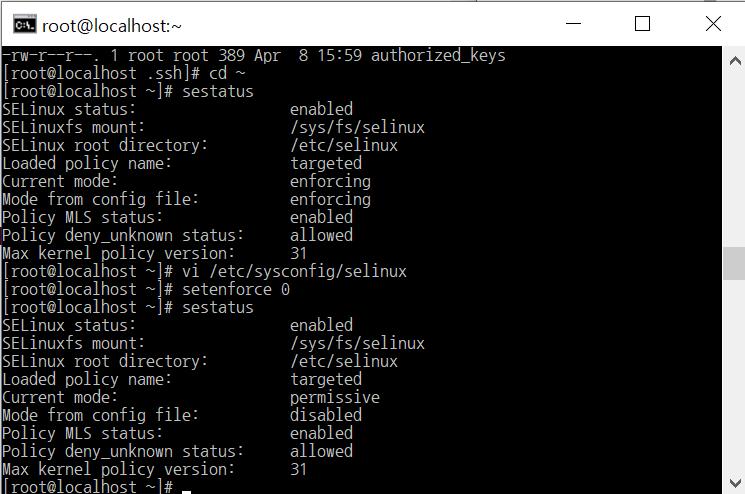 root@localhost:~
-rw-r--r--. 1 root root 389 Apr  8 15:59 authorized_keys
[root@localhost .ssh]# cd ~
[root@localhost ~]# sestatus
SELinux status:                 enabled
SELinuxfs mount:                /sys/fs/selinux
SELinux root directory:         /etc/selinux
Loaded policy name:             targeted
Current mode:                   enforcing
Mode from config file:          enforcing
Policy MLS status:              enabled
Policy deny_unknown status:     allowed
Max kernel policy version:      31
[root@localhost ~]# vi /etc/sysconfig/selinux
[root@localhost ~]# setenforce 0
[root@localhost ~]# sestatus
SELinux status:                 enabled
SELinuxfs mount:                /sys/fs/selinux
SELinux root directory:         /etc/selinux
Loaded policy name:             targeted
Current mode:                   permissive
Mode from config file:          disabled
Policy MLS status:              enabled
Policy deny_unknown status:     allowed
Max kernel policy version:      31
[root@localhost ~]#